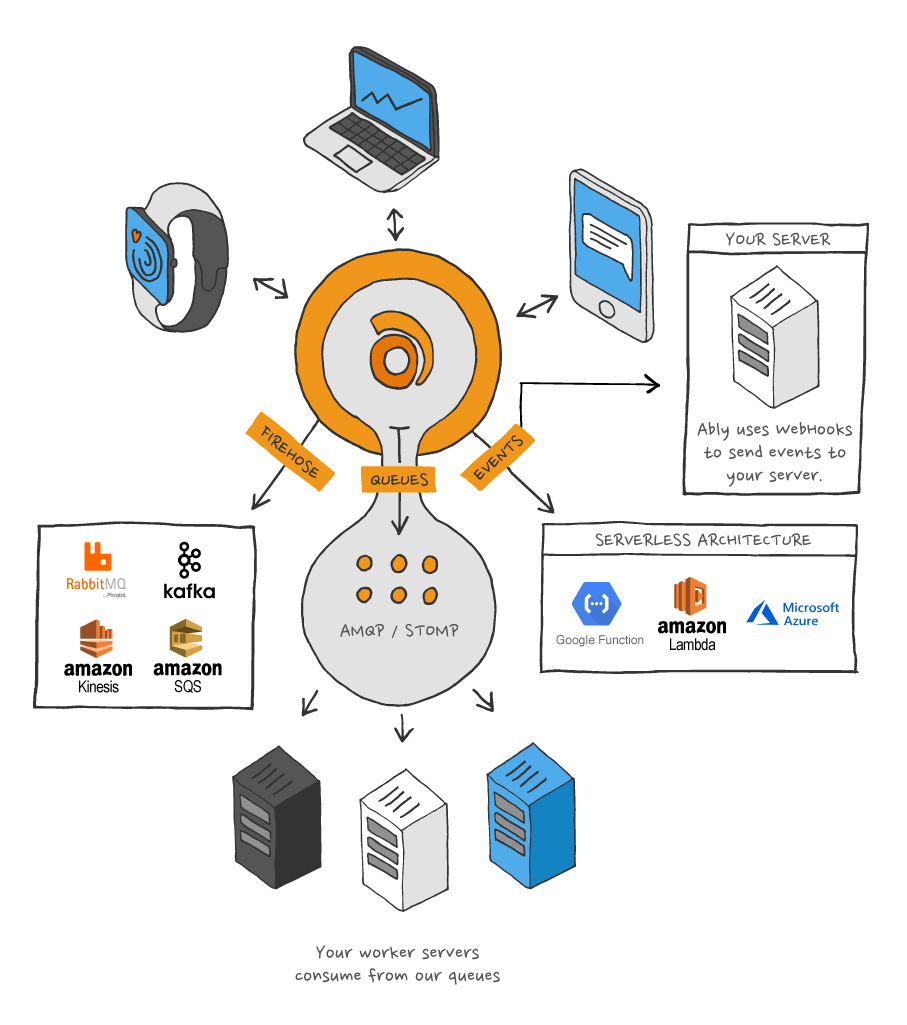 YOUR SERVER
Ably uses WebHooks
to send events to
your server.
FIREHOSE
QUEUES
EVENTS
RabbitMQ
by Pivotal
kafka
amazon
Kinesis
amazon
SQS
AMQP / STOMP
SERVERLESS ARCHITECTURE
Google Function
amazon
Lambda
Microsoft
Azure
Your worker servers
consume from our queues